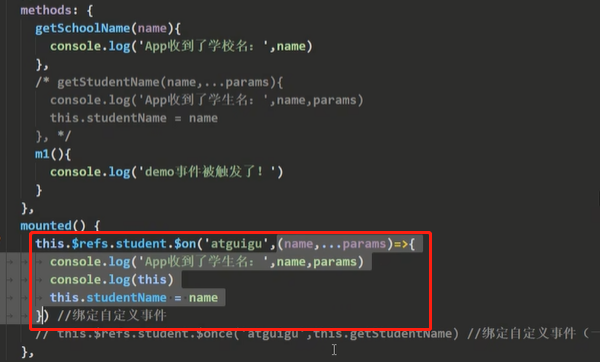 methods: {
getSchoolName(name){
console.log('App收到了学校名：',name)
},
/* getStudentName(name,...params){
console.log('App收到了学生名：',name,params)
this.studentName = name
}, */
m1(){
console.log('demo事件被触发了！')
}
},
mounted() {
this.$refs.student.$on('atguigu',(name,...params)=>{
console.log('App收到了学生名：',name,params)
console.log(this)
this.studentName = name
}) //绑定自定义事件
// this.$refs.student.$once('atguigu',this.getStudentName) //绑定自定义事件（一
},